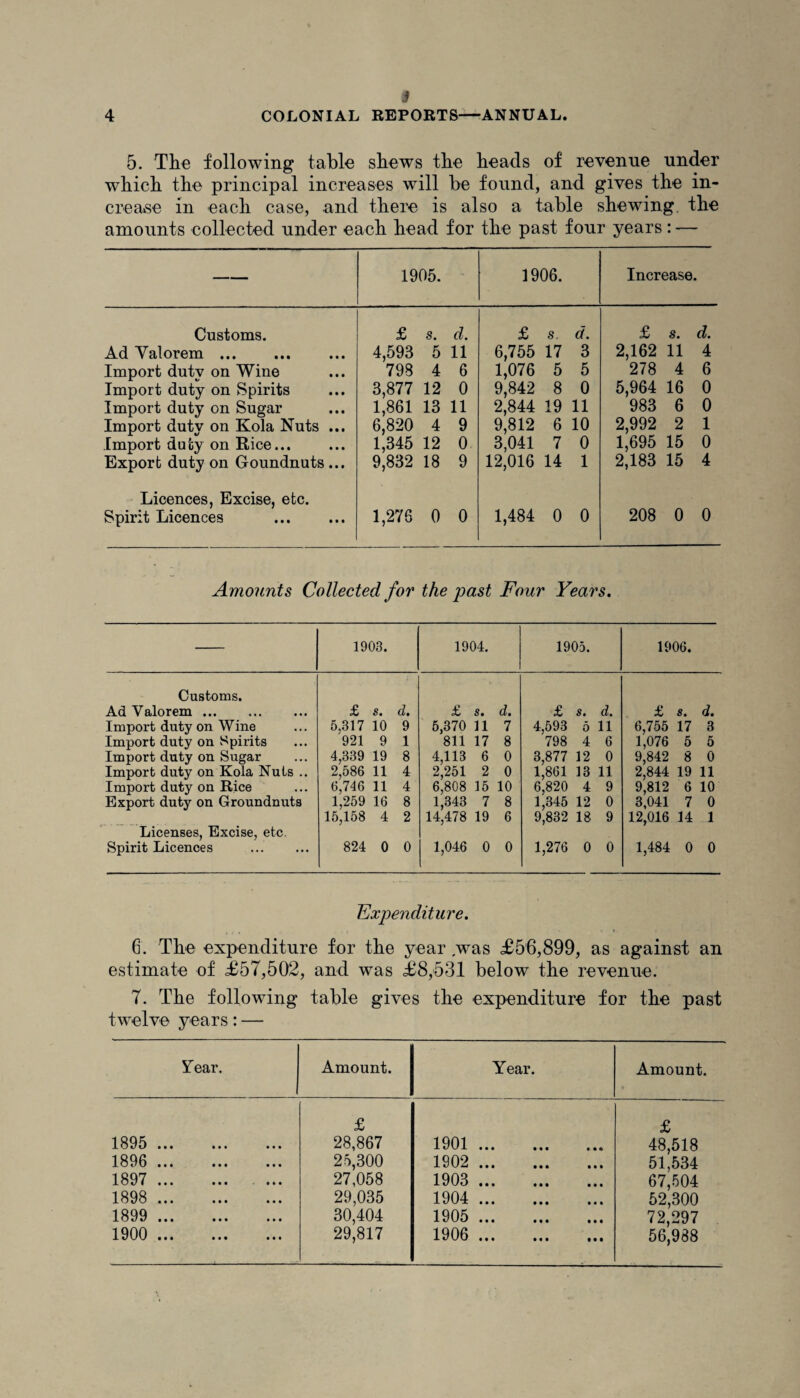 4 COLONIAL REPORTS—ANNUAL.
5. The following table shews the heads of revenue under
which the principal increases will be found, and gives the in-
crease in each case, and there is also a table shewing the
amounts collected under each head for the past four years:—
—— 1905. 1906. Increase.
Customs. £ s. d. £ s. d. £ s. d.
Ad Valorem ... ... ... 4,593 5 11 6,755 17 3 2,162 11 4
Import duty on Wine ... 798 4 6 1,076 5 5 278 4 6
Import duty on Spirits ... 3,877 12 0 9,842 8 0 5,964 16 0
Import duty on Sugar ... 1,861 13 11 2,844 19 11 983 6 0
Import duty on Kola Nuts ... 6,820 4 9 9,812 6 10 2,992 2 1
Import duty on Rice... ... 1,345 12 0 3,041 7 0 1,695 15 0
Export duty on Goundnuts... 9,832 18 9 12,016 14 1 2,183 15 4
Licences, Excise, etc.
Spirit Licences ... ... 1,276 0 0 1,484 0 0 208 0 0
Amounts Collected for the past Four Years.
—— 1903. 1904. 1905. 1906.
Customs.
Ad Valorem ... ... ... £ s. d. £ s. d. £ s. d. £ s. d.
Import duty on Wine ... 5,317 10 9 5,370 11 7 4,593 5 11 6,755 17 3
Import duty on Spirits ... 921 9 1 811 17 8 798 4 6 1,076 5 5
Import duty on Sugar ... 4,339 19 8 4,113 6 0 3,877 12 0 9,842 8 0
Import duty on Kola Nuts .. 2,586 11 4 2,251 2 0 1,861 13 11 2,844 19 11
Import duty on Rice ... 6,746 11 4 6,808 15 10 6,820 4 9 9,812 6 10
Export duty on Groundnuts 1,259 16 8 1,343 7 8 1,345 12 0 3,041 7 0
15,158 4 2 14,478 19 6 9,832 18 9 12,016 14 1
Licenses, Excise, etc.
Spirit Licences ... ... 824 0 0 1,046 0 0 1,276 0 0 1,484 0 0
Expenditure.
6. The expenditure for the year was £56,899, as against an
estimate of £57,502, and was £8,531 below the revenue.
7. The following table gives the expenditure for the past
twelve years:—
Year. Amount. Year. Amount.
£ £
1895 ... ... ... 28,867 1901 ... ... ... 48,518
1896 ... ... ... 25,300 1902 ... ... ... 51,534
1897 ... ... ... 27,058 1903 ... ... ... 67,504
1898 ... ... ... 29,035 1904 ... ... ... 52,300
1899 ... ... ... 30,404 1905 ... ... ... 72,297
1900 ... ... ... 29,817 1906 ... ... ... 56,988